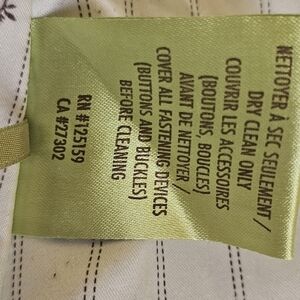 NETTOYER À SEC SEULEMENT /
DRY CLEAN ONLY
COUVRIR LES ACCESSOIRES
(BOUTONS, BOUCLES)
AVANT DE NETTOYER /
COVER ALL FASTENING DEVICES
(BUTTONS AND BUCKLES)
BEFORE CLEANING
RN #125159
CA #27302